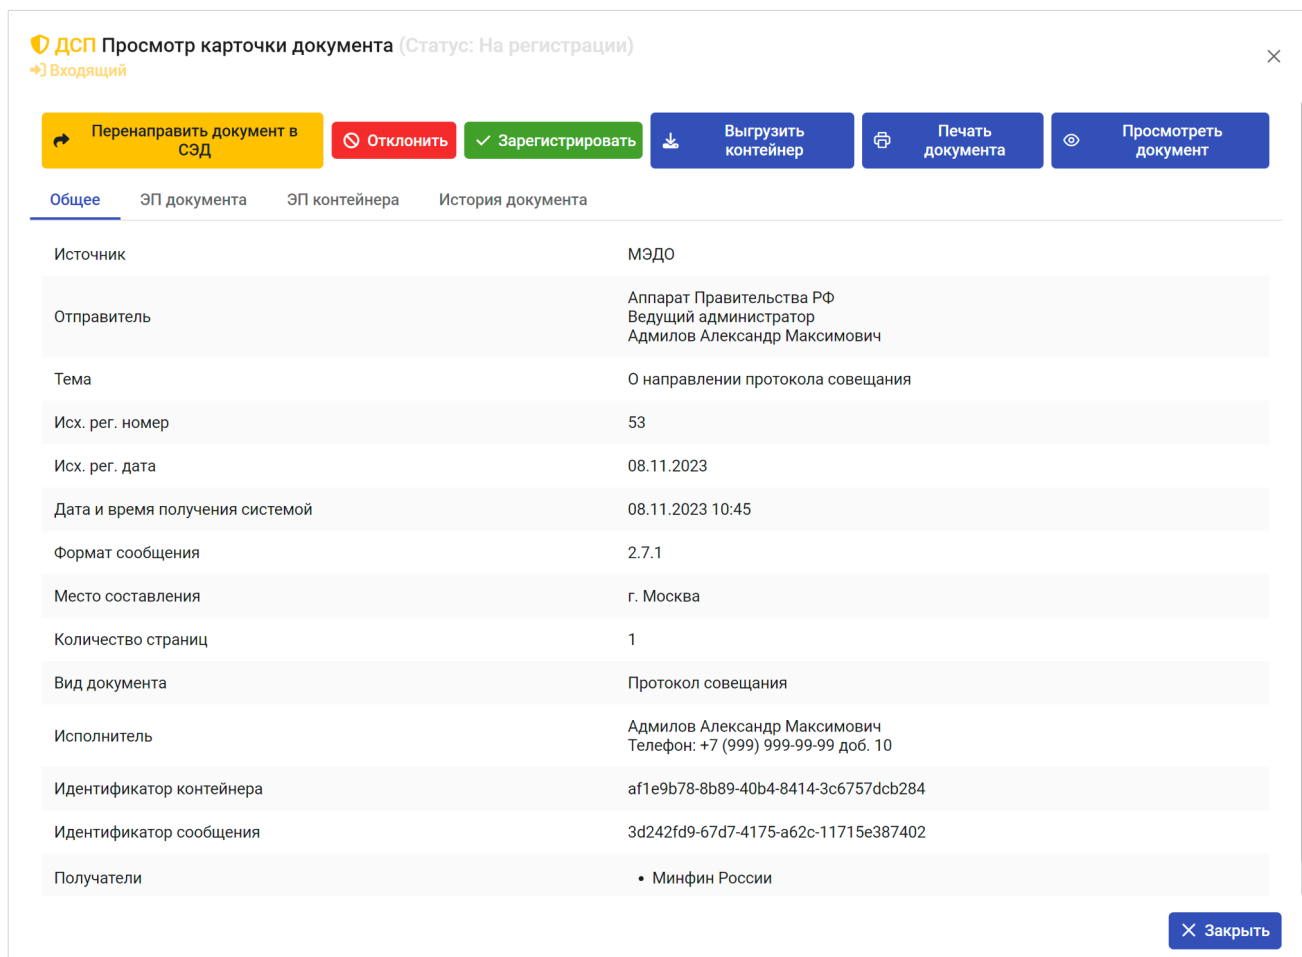 ДСП Просмотр карточки документа (Статус: На регистрации)
Входящий
Перенаправить документ в
СЭД
Отклонить
Зарегистрировать
Выгрузить
контейнер
Печать
документа
Просмотреть
документ
Общее
ЭП документа
ЭП контейнера
История документа
Источник
МЭДО
Отправитель
Аппарат Правительства РФ
Ведущий администратор
Адмилов Александр Максимович
Тема
О направлении протокола совещания
Исх. рег. номер
53
Исх. рег. дата
08.11.2023
Дата и время получения системой
08.11.2023 10:45
Формат сообщения
2.7.1
Место составления
г. Москва
Количество страниц
1
Вид документа
Протокол совещания
Исполнитель
Адмилов Александр Максимович
Телефон: +7 (999) 999-99-99 доб. 10
Идентификатор контейнера
af1e9b78-8b89-40b4-8414-3c6757dcb284
Идентификатор сообщения
3d242fd9-67d7-4175-a62c-11715e387402
Получатели
• Минфин России
Закрыть